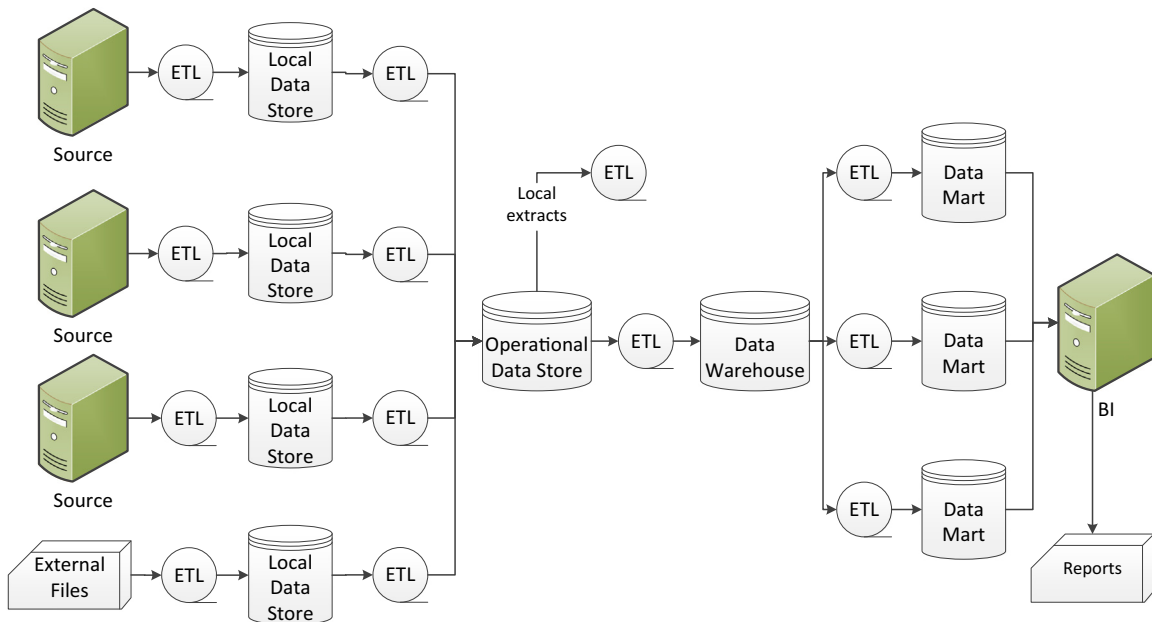 ETL
Local
Data
Store
ETL
Source
ETL
Local
Data
Store
ETL
Source
ETL
Local
Data
Store
ETL
Source
External
Files
ETL
Local
Data
Store
ETL
Local
extracts
ETL
Operational
Data Store
ETL
Data
Warehouse
ETL
Data
Mart
ETL
Data
Mart
ETL
Data
Mart
BI
Reports